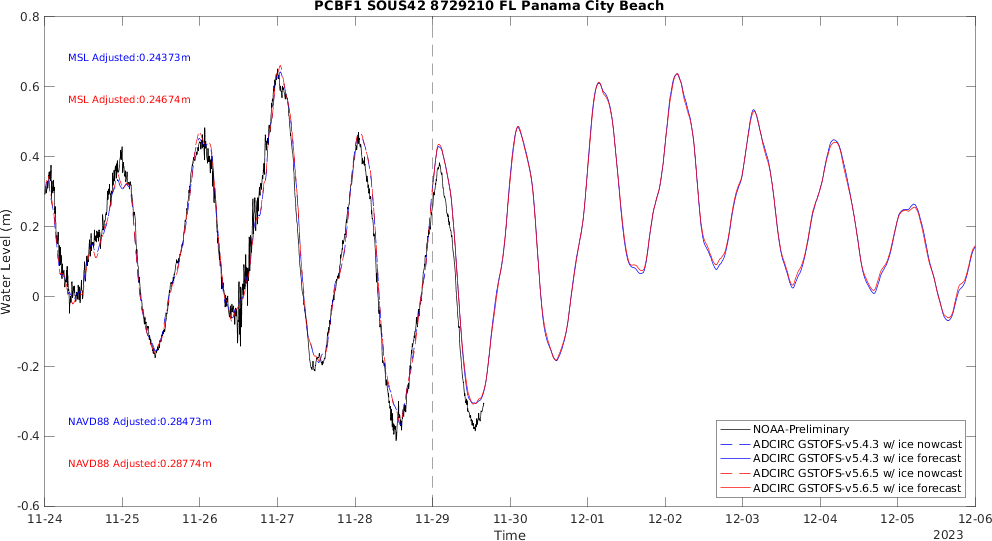 PCBF1 SOUS42 8729210 FL Panama City Beach
0.8
0.6
0.4
0.2
0
-0.2
-0.4
-0.6
Water Level (m)
MSL Adjusted:0.24373m
MSL Adjusted:0.24674m
NAVD88 Adjusted:0.28473m
NAVD88 Adjusted:0.28774m
NOAA-Preliminary
ADCIRC GSTOFS-v5.4.3 w/ ice nowcast
ADCIRC GSTOFS-v5.4.3 w/ ice forecast
ADCIRC GSTOFS-v5.6.5 w/ ice nowcast
ADCIRC GSTOFS-v5.6.5 w/ ice forecast
11-24 11-25 11-26 11-27 11-28 11-29 11-30 12-01 12-02 12-03 12-04 12-05 12-06
Time
2023